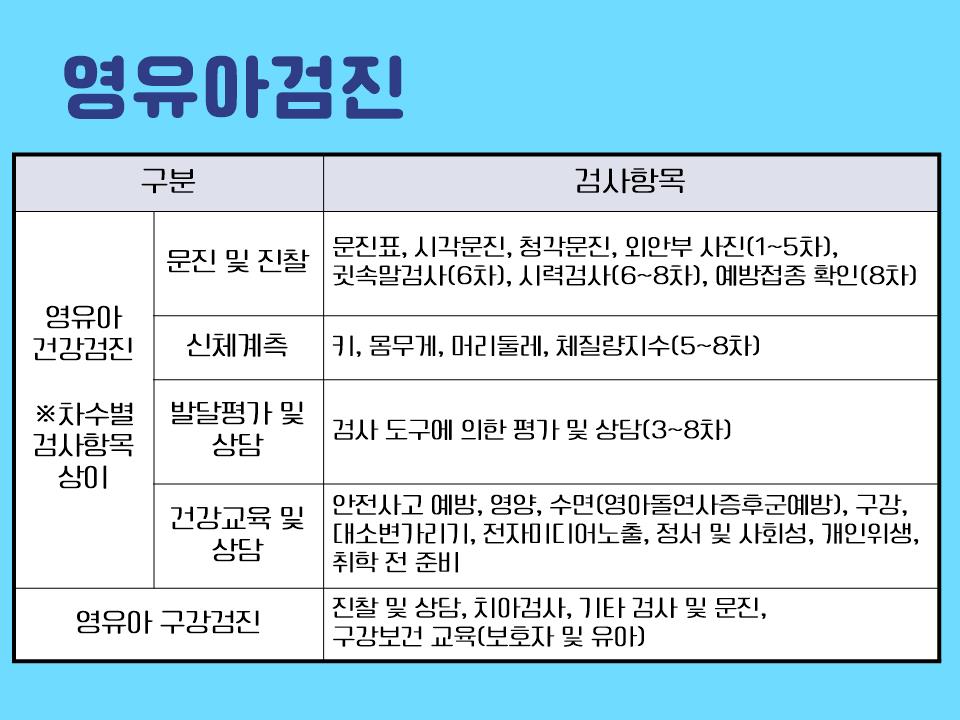 영유아검진
구분
검사항목
영유아
건강검진
※차수별
검사항목
상이
문진 및 진찰
문진표, 시각문진, 청각문진, 외안부 사진(1~5차),
귓속말검사(6차), 시력검사(6~8차), 예방접종 확인(8차)
신체계측
키, 몸무게, 머리둘레, 체질량지수(5~8차)
발달평가 및
상담
검사 도구에 의한 평가 및 상담(3~8차)
건강교육 및
상담
안전사고 예방, 영양, 수면(영아돌연사증후군예방), 구강,
대소변가리기, 전자미디어노출, 정서 및 사회성, 개인위생,
취학 전 준비
영유아 구강검진
진찰 및 상담, 치아검사, 기타 검사 및 문진,
구강보건 교육(보호자 및 유아)